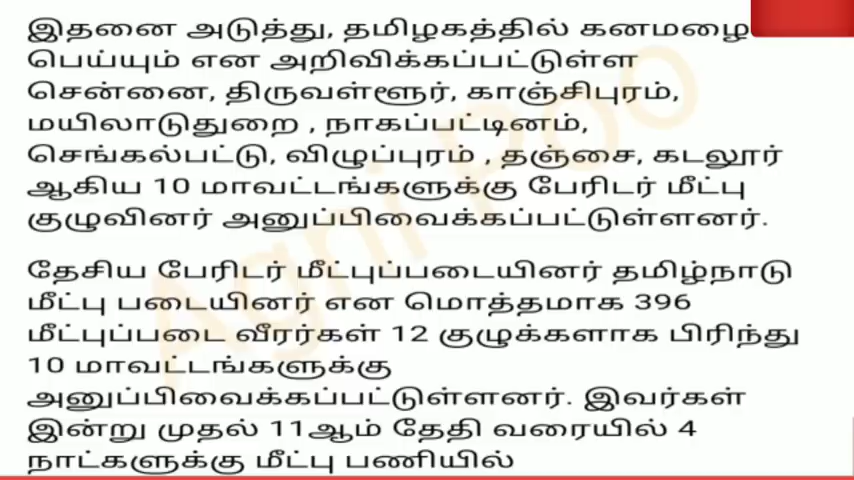 இதனை அடுத்து, தமிழகத்தில் கனமழை
பெய்யும் என அறிவிக்கப்பட்டுள்ள
சென்னை, திருவள்ளூர், காஞ்சிபுரம்,
மயிலாடுதுறை , நாகப்பட்டினம்,
செங்கல்பட்டு, விழுப்புரம் , தஞ்சை, கடலூர்
ஆகிய 10 மாவட்டங்களுக்கு பேரிடர் மீட்பு
குழுவினர் அனுப்பிவைக்கப்பட்டுள்ளனர்.
தேசிய பேரிடர் மீட்புப்படையினர் தமிழ்நாடு
மீட்பு படையினர் என மொத்தமாக 396
மீட்புப்படை வீரர்கள் 12 குழுக்களாக பிரிந்து
10 மாவட்டங்களுக்கு
அனுப்பிவைக்கப்பட்டுள்ளனர். இவர்கள்
இன்று முதல் 11ஆம் தேதி வரையில் 4
நாட்களுக்கு மீட்பு பணியில்
Agni Poo